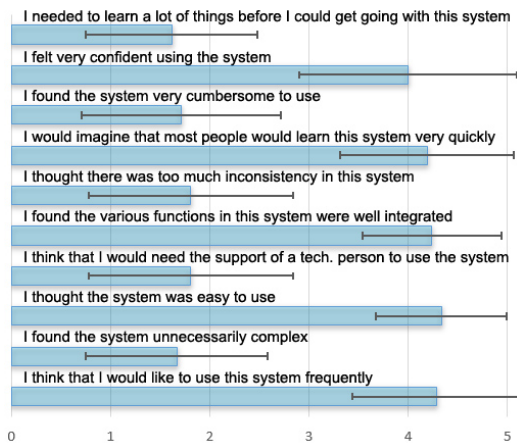 I needed to learn a lot of things before I could get going with this system
I felt very confident using the system
I found the system very cumbersome to use
I would imagine that most people would learn this system very quickly
I thought there was too much inconsistency in this system
I found the various functions in this system were well integrated
I think that I would need the support of a tech. person to use the system
I thought the system was easy to use
I found the system unnecessarily complex
I think that I would like to use this system frequently
0 1 2 3 4 5